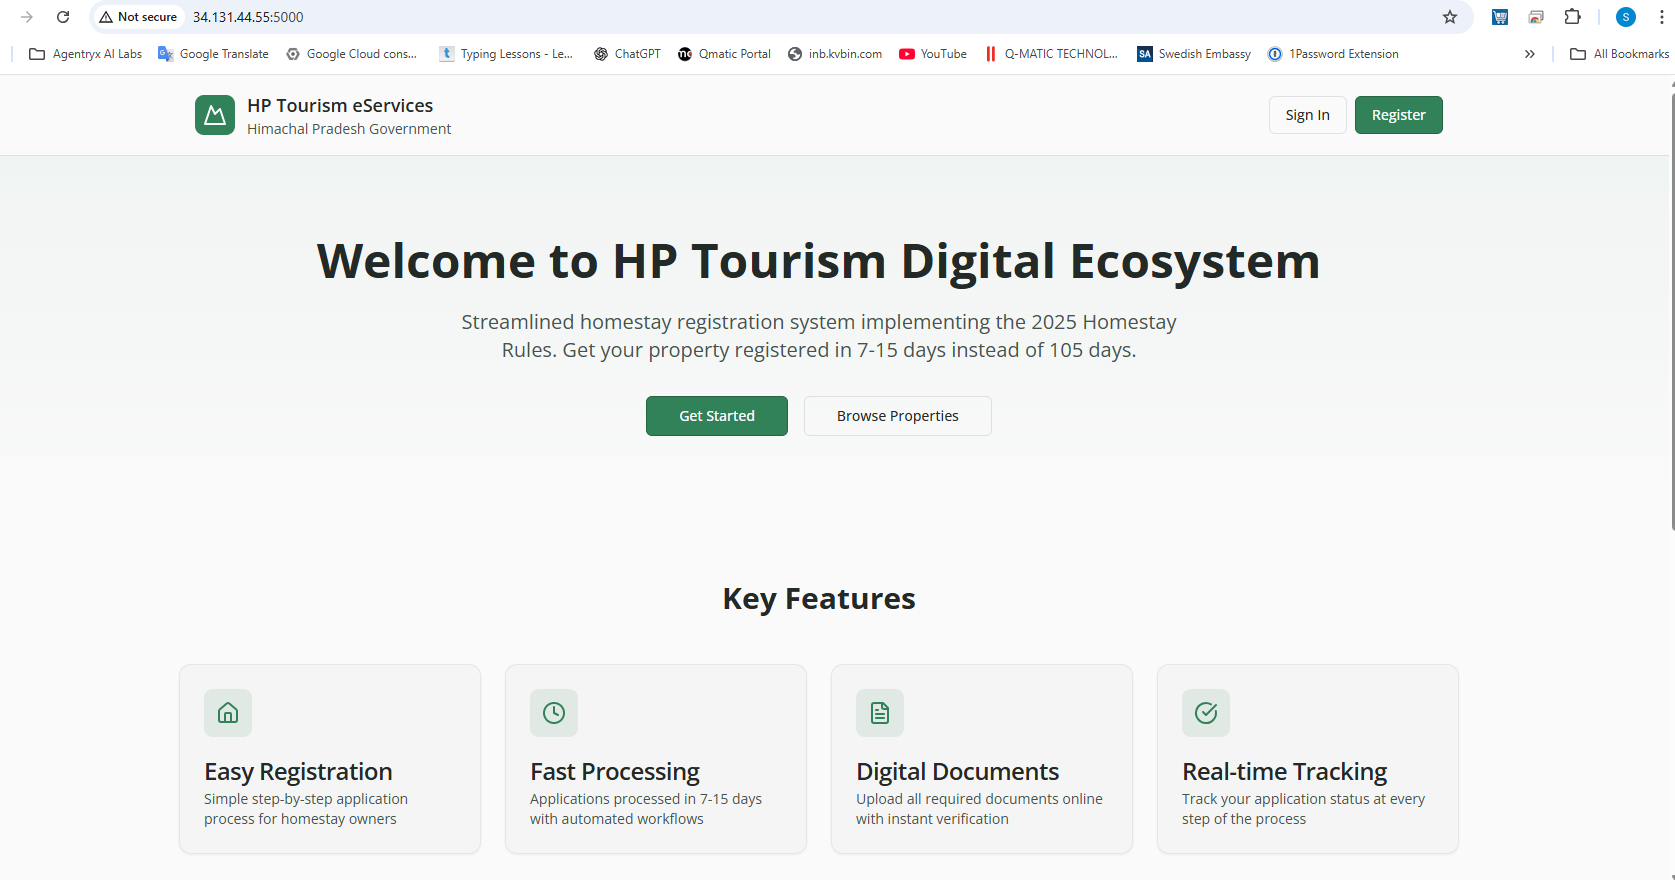 Not secure
34.131.44.55:5000
S
Agentryx AI Labs
Google Translate
Google Cloud cons...
t
Typing Lessons - Le...
ChatGPT
Qmatic Portal
inb.kvbin.com
YouTube
Q-MATIC TECHNOL...
SA
Swedish Embassy
1Password Extension
»
All Bookmarks
HP Tourism eServices
Himachal Pradesh Government
Sign In
Register
Welcome to HP Tourism Digital Ecosystem
Streamlined homestay registration system implementing the 2025 Homestay
Rules. Get your property registered in 7-15 days instead of 105 days.
Get Started
Browse Properties
Key Features
Easy Registration
Simple step-by-step application
process for homestay owners
Fast Processing
Applications processed in 7-15 days
with automated workflows
Digital Documents
Upload all required documents online
with instant verification
Real-time Tracking
Track your application status at every
step of the process